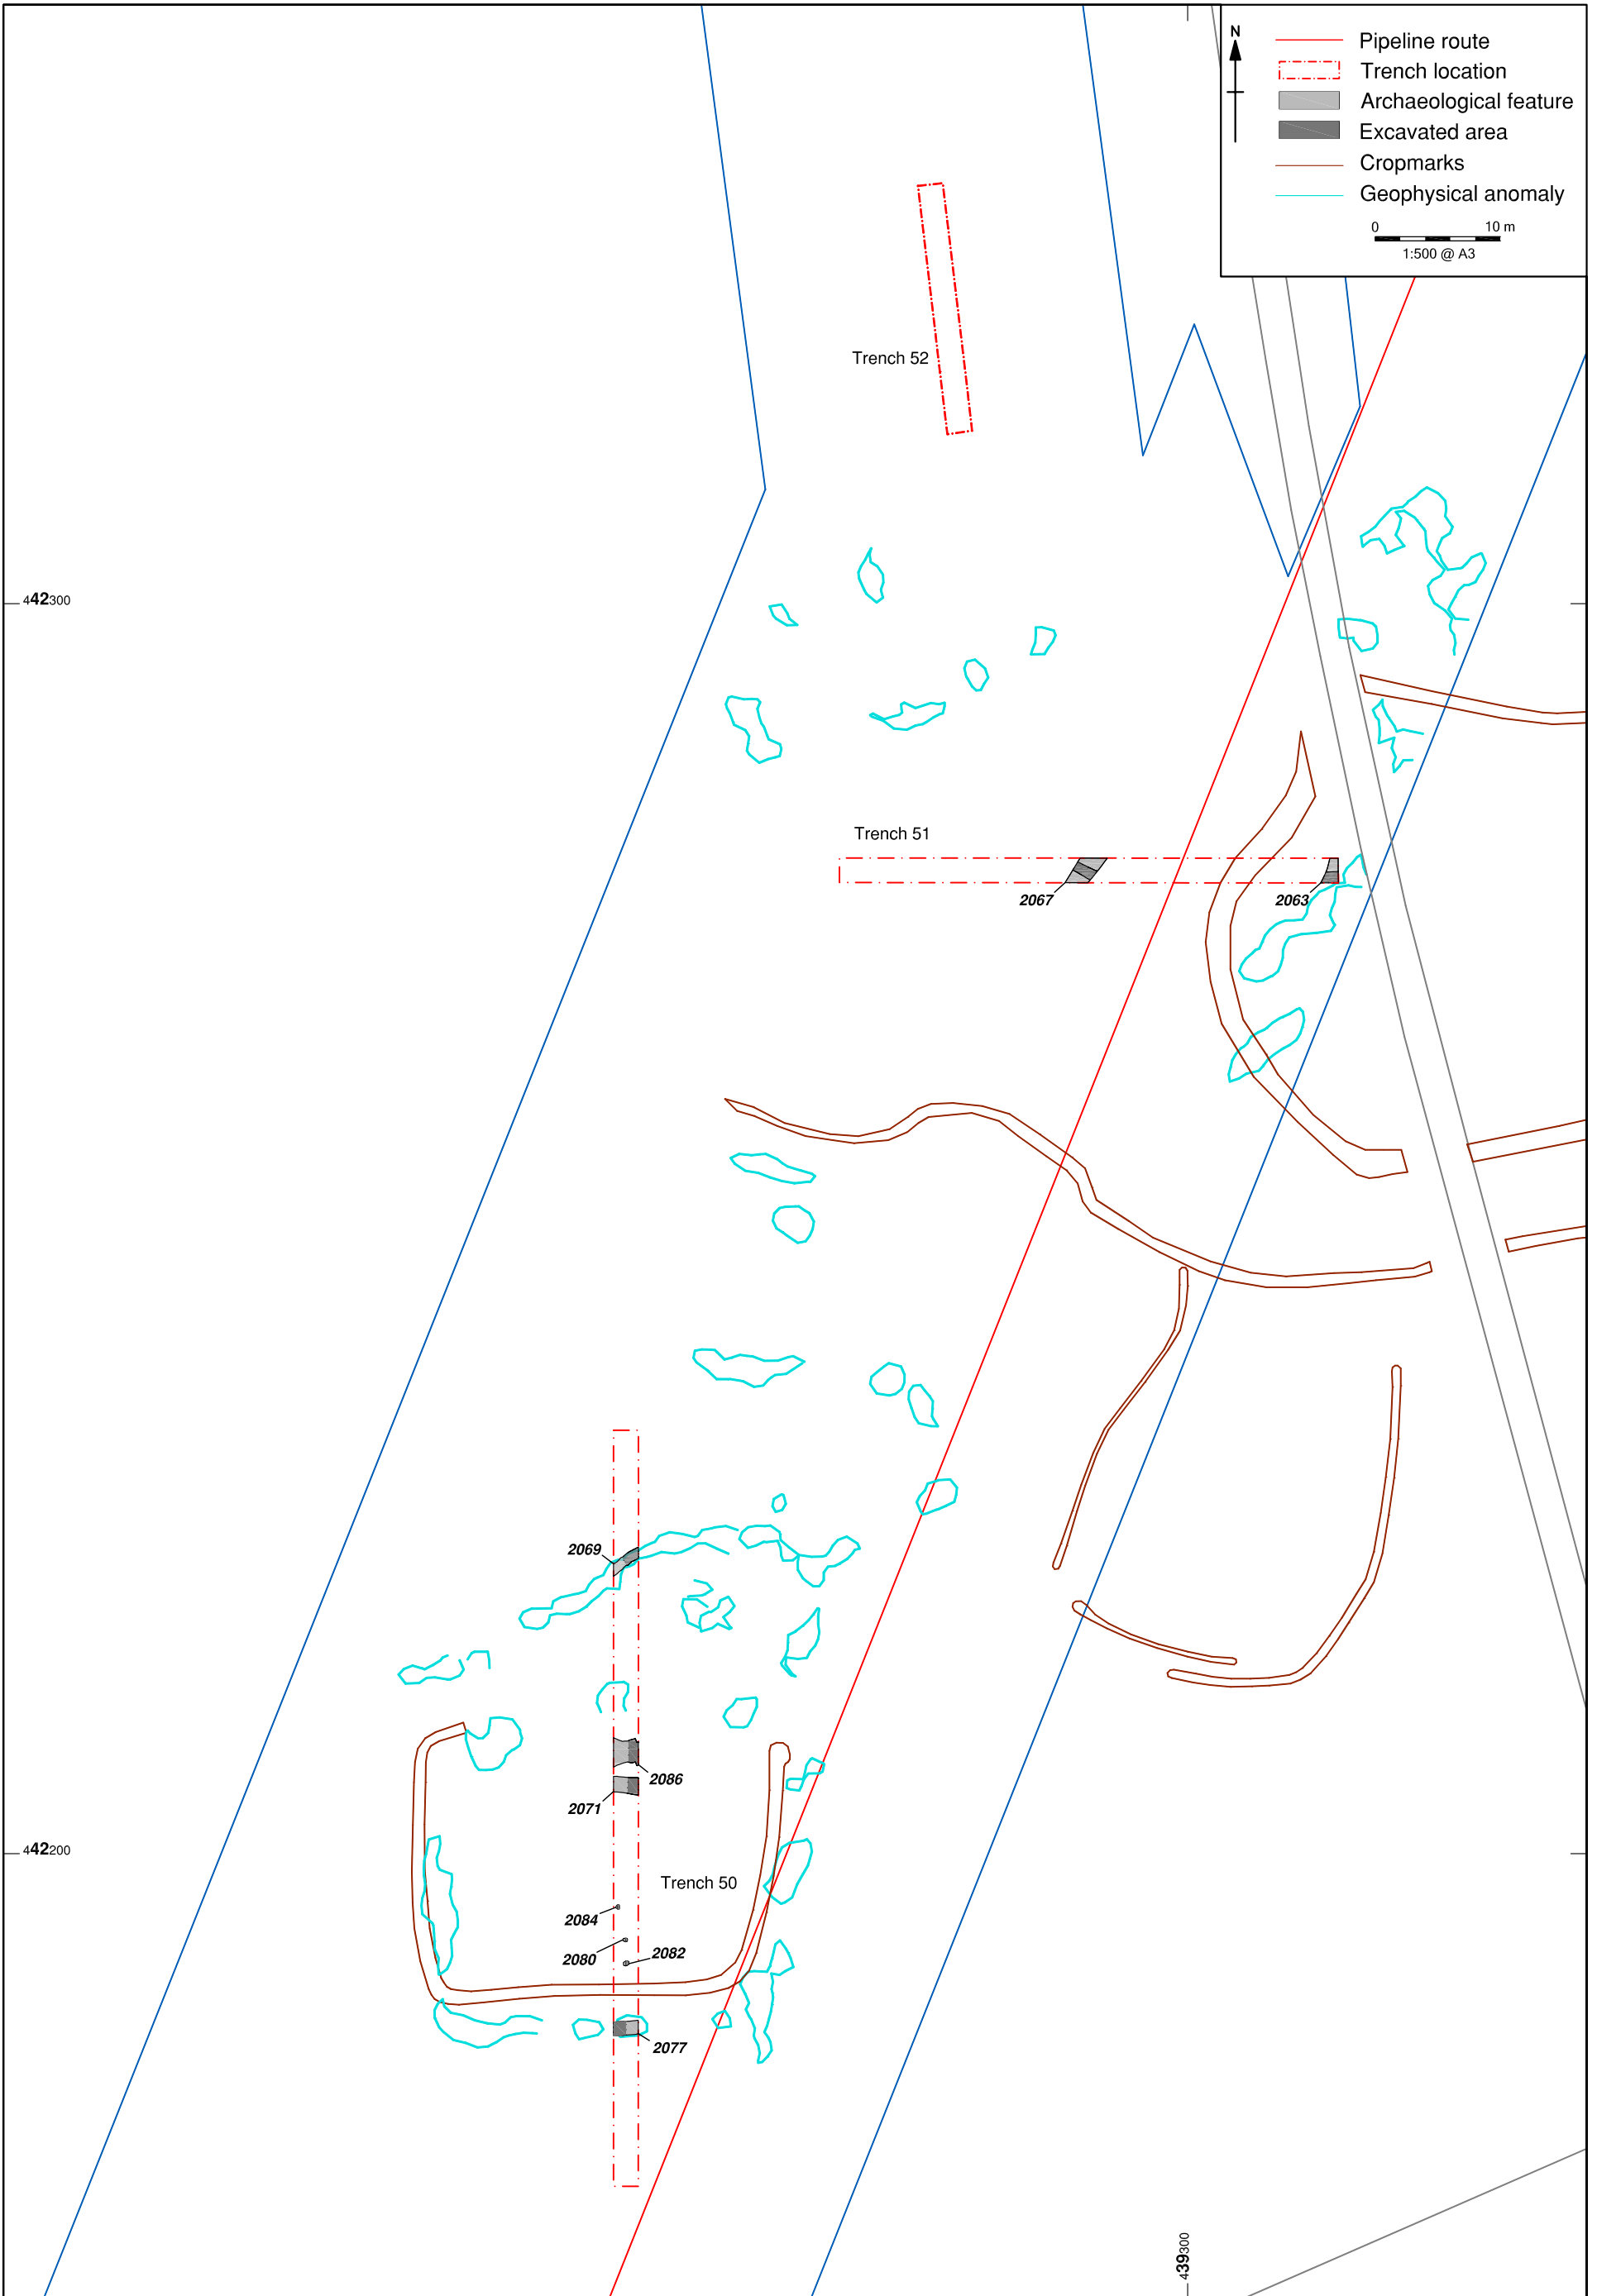 N
Pipeline route
Trench location
Archaeological feature
Excavated area
Cropmarks
Geophysical anomaly
0 10 m
1:500 @ A3
Trench 52
442300
Trench 51
2067
2063
2069
2086
2071
442200
Trench 50
2084
2080
2082
2077
439300